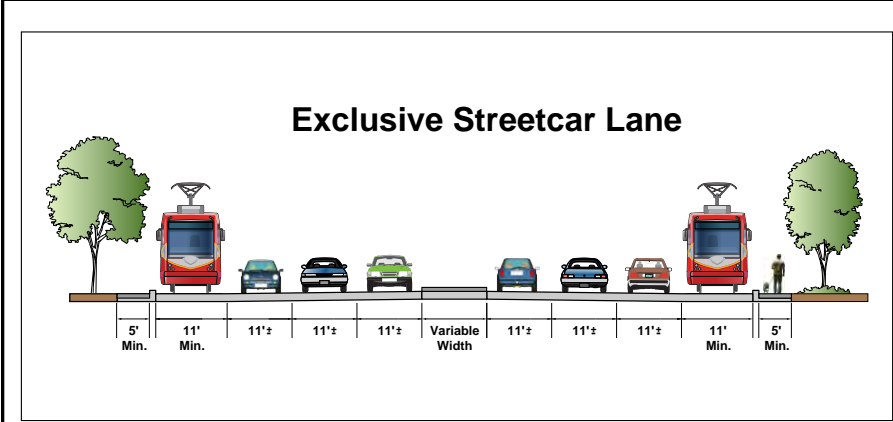 Exclusive Streetcar Lane
5' 11' 11'± 11'± 11'± Variable 11'± 11'± 11'± 11' 5'
Min. Min. Width Min. Min.